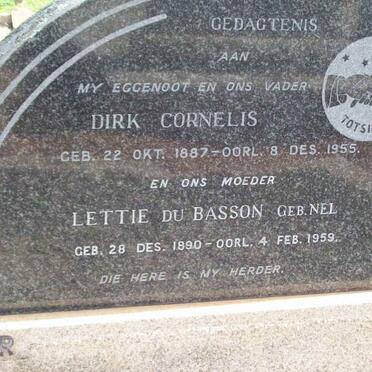 GEDAGTENIS
AAN
MY EGGENOOT EN ONS VADER
DIRK CORNELIS
GEB. 22 OKT. 1887-OORL. 8 DES. 1955.
EN ONS MOEDER
LETTIE DU BASSON GEB. NEL
GEB. 28 DES. 1890-OORL. 4 FEB. 1959.
DIE HERE IS MY HERDER.